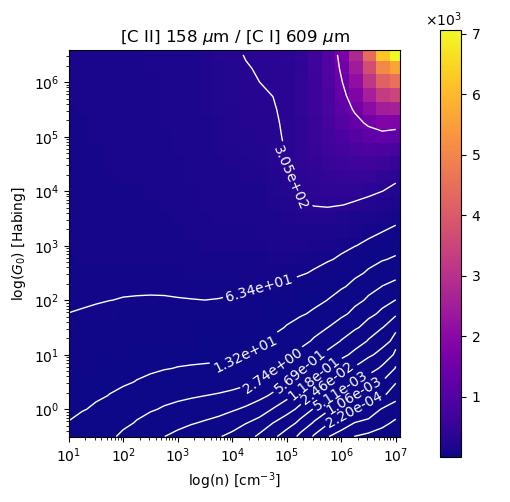 [C II] 158 μm / [C I] 609 μm
×10³
7
6
5
4
3
2
1
log(G₀) [Habing]
10⁶
10⁵
10⁴
10³
10²
10¹
10⁰
3.05e+02
6.34e+01
1.32e+01
2.74e+00
5.69e-01
1.18e-01
2.46e-02
5.11e-03
1.06e-03
2.20e-04
10¹ 10² 10³ 10⁴ 10⁵ 10⁶ 10⁷
log(n) [cm⁻³]